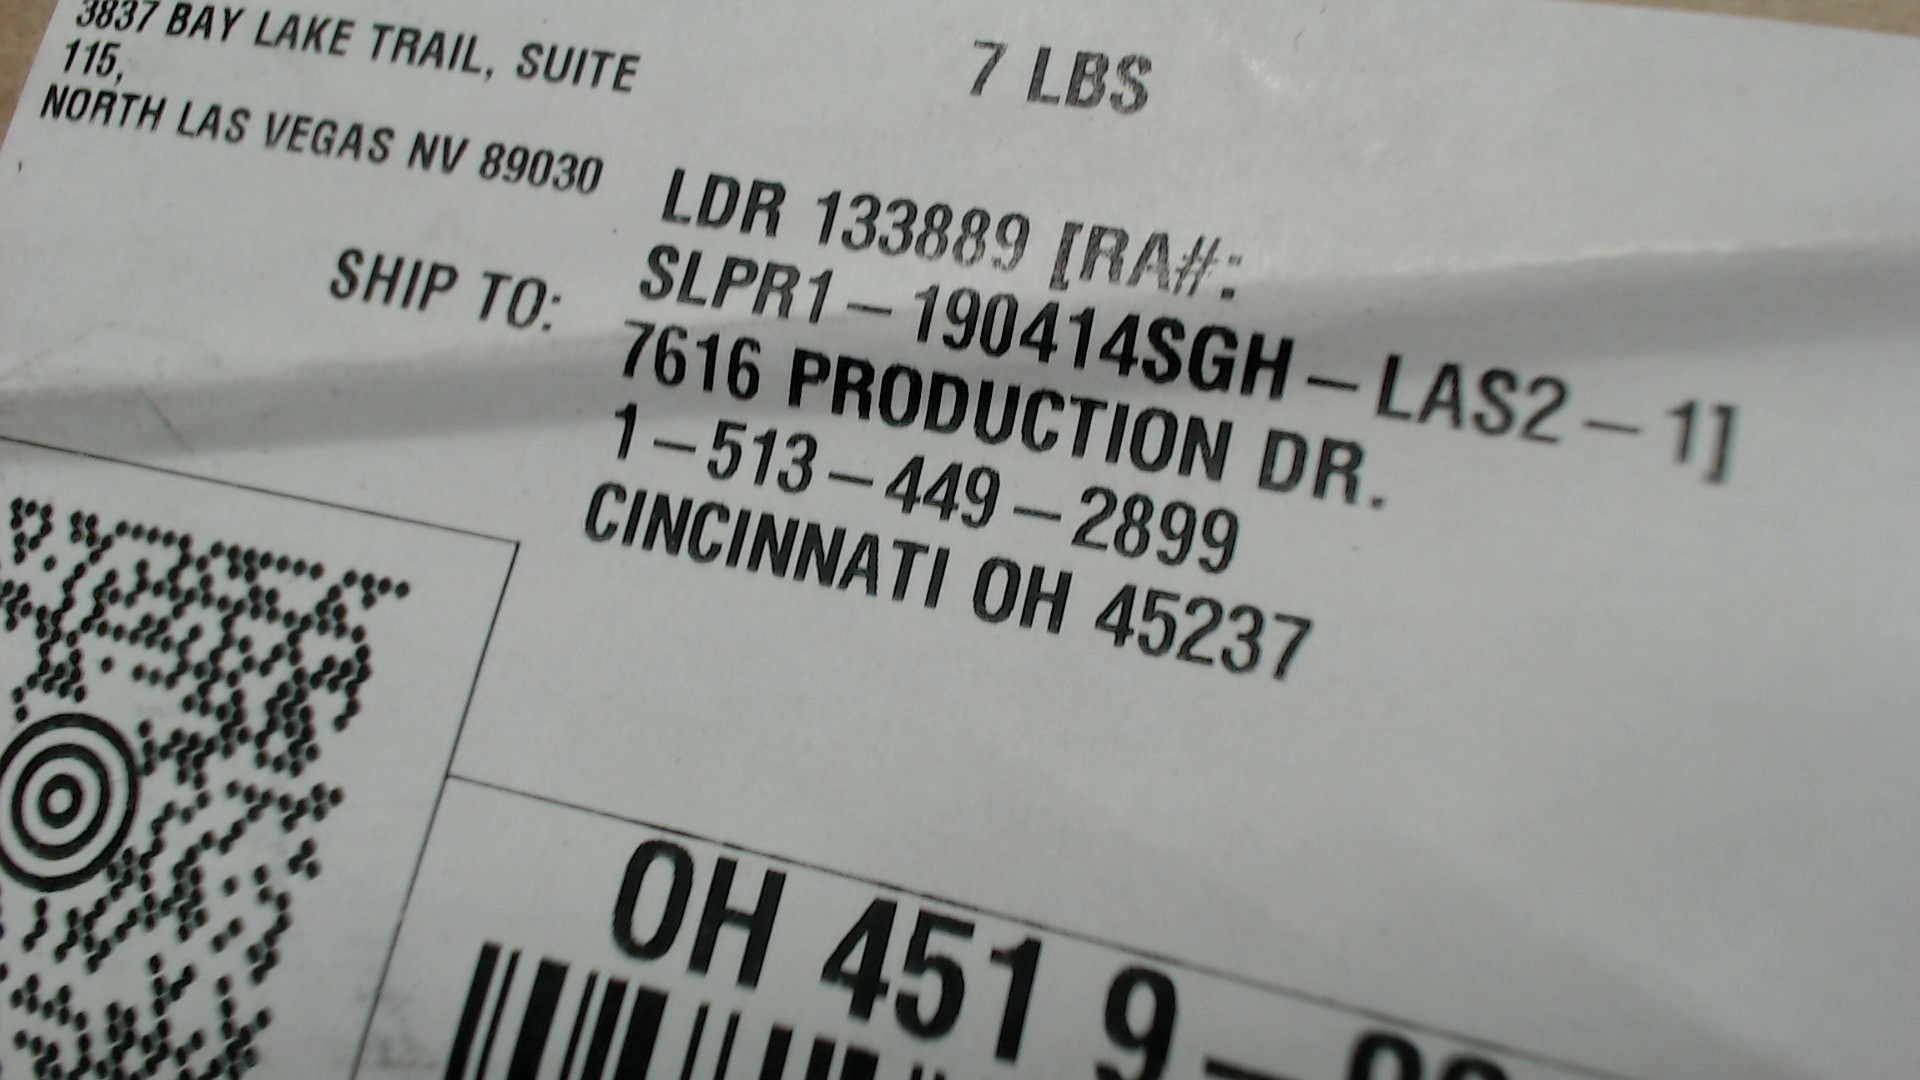 3837 BAY LAKE TRAIL, SUITE
115,
NORTH LAS VEGAS NV 89030
7 LBS
SHIP TO:
LDR 133889 [RA#:
SLPR1-190414SGH-LAS2-1]
7616 PRODUCTION DR.
1-513-449-2899
CINCINNATI OH 45237
OH 451 9-